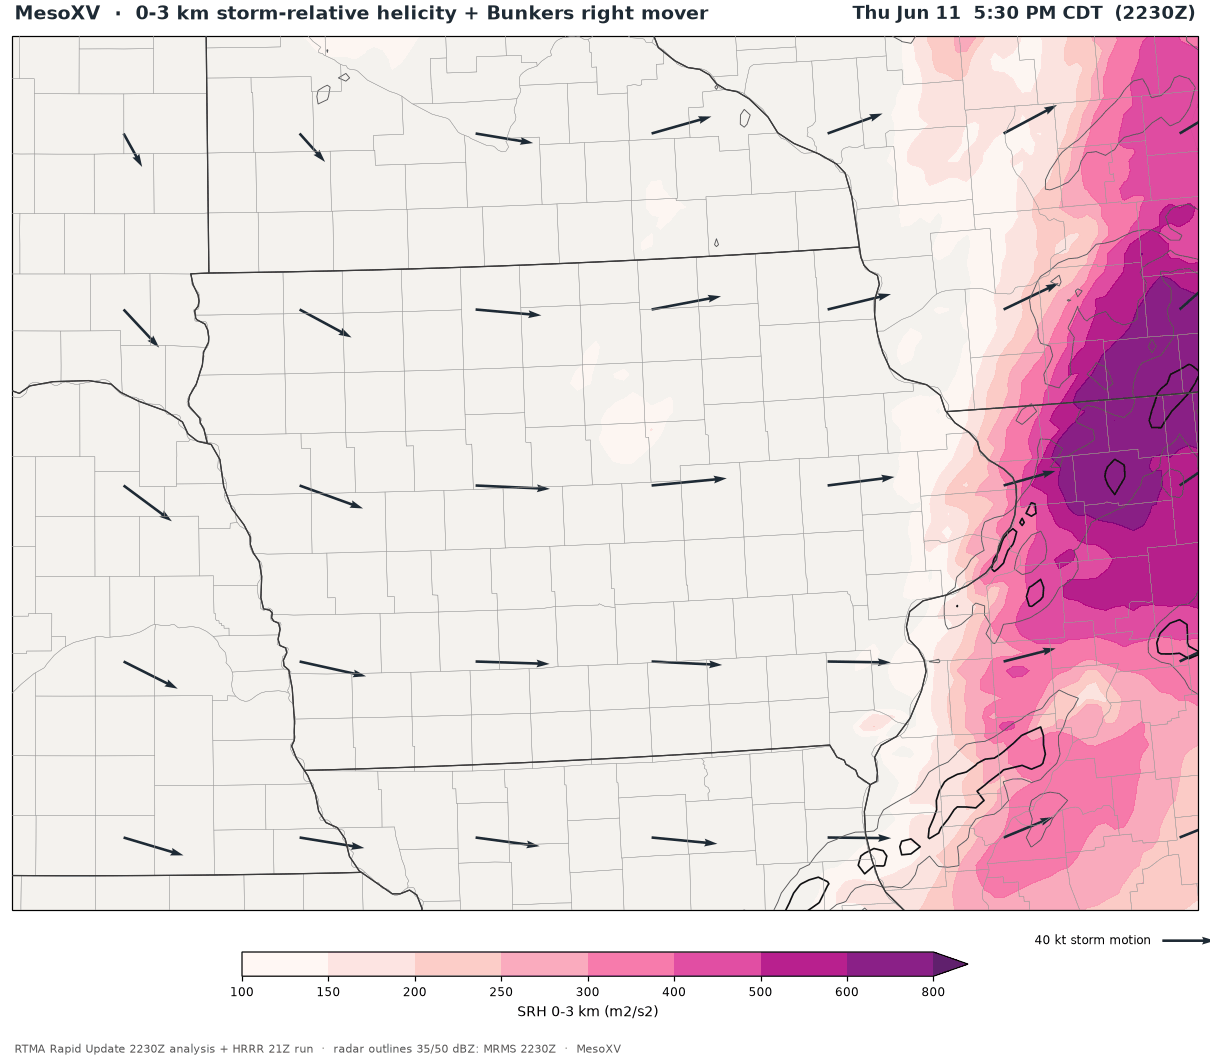 MesoXV · 0-3 km storm-relative helicity + Bunkers right mover
Thu Jun 11 5:30 PM CDT (2230Z)
40 kt storm motion
100 150 200 250 300 400 500 600 800
SRH 0-3 km (m2/s2)
RTMA Rapid Update 2230Z analysis + HRRR 21Z run · radar outlines 35/50 dBZ: MRMS 2230Z · MesoXV